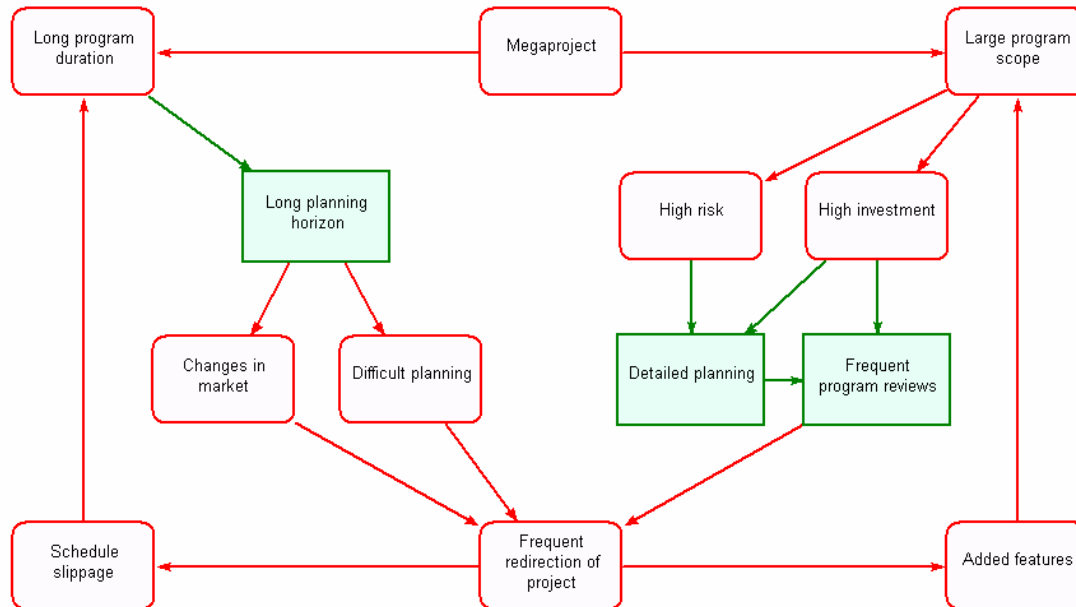 Long program
duration
Megaproject
Large program
scope
Long planning
horizon
High risk
High investment
Changes in
market
Difficult planning
Detailed planning
Frequent
program reviews
Schedule
slippage
Frequent
redirection of
project
Added features